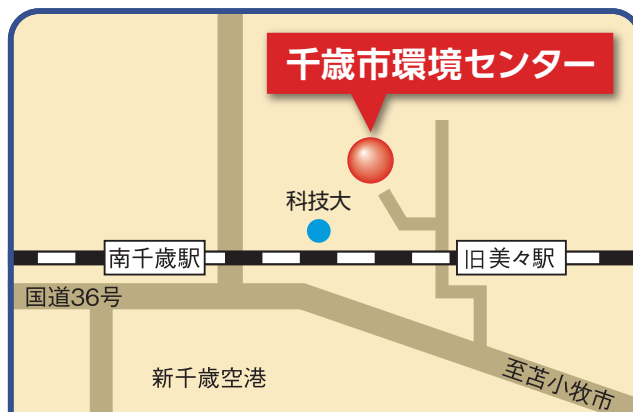 千歳市環境センター
科技大
南千歳駅
旧美々駅
国道36号
新千歳空港
至苫小牧市